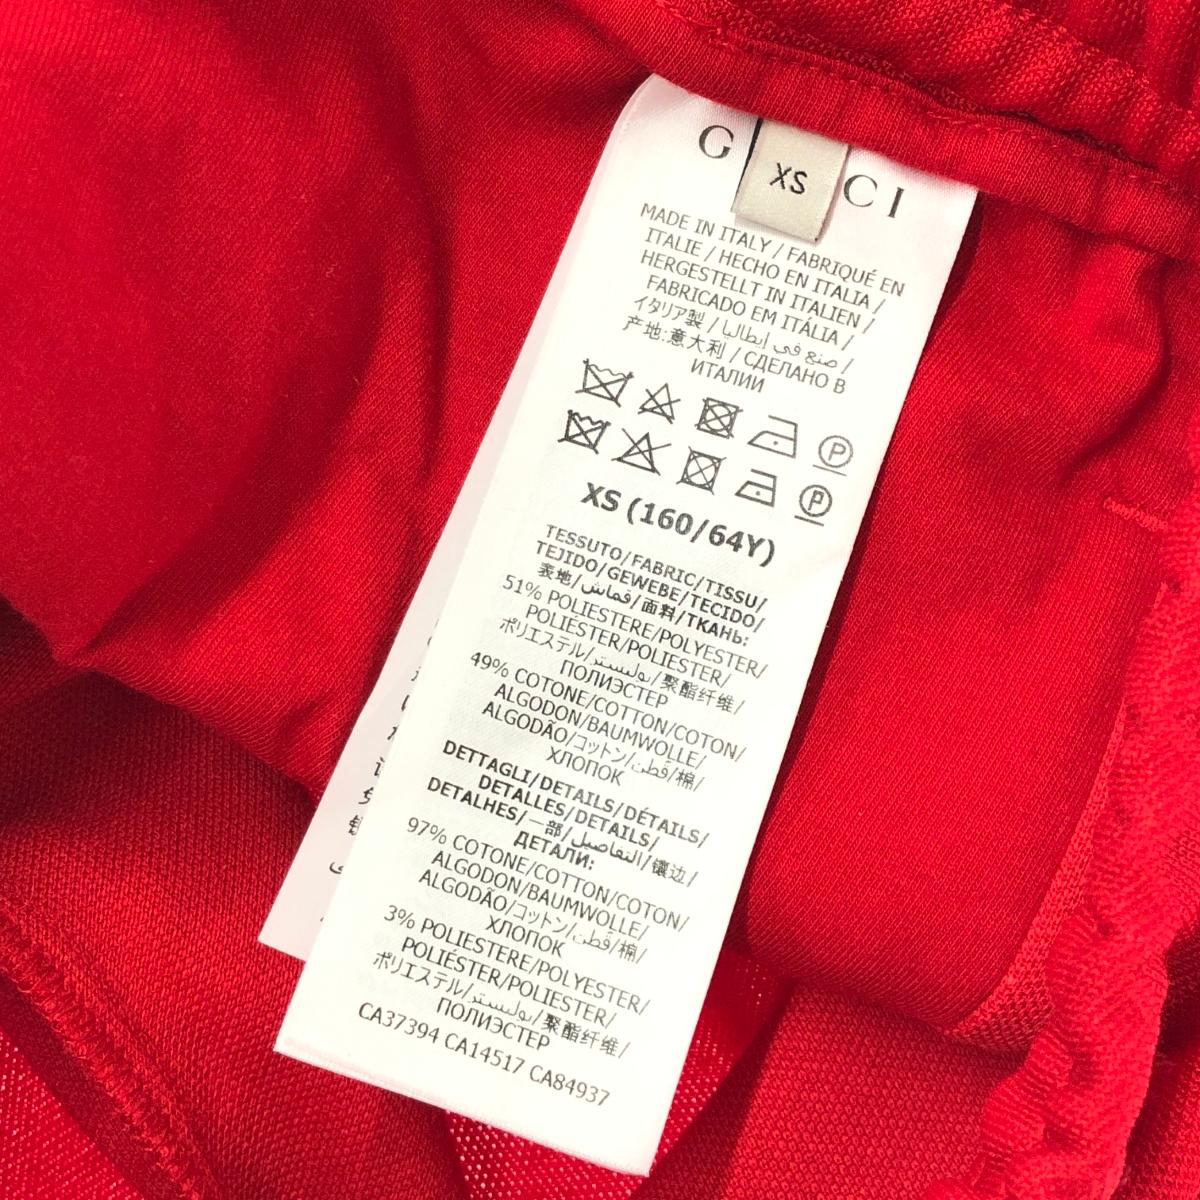 G CI
XS
MADE IN ITALY / FABRIQUÉ EN
ITALIE / HECHO EN ITALIA /
HERGESTELLT IN ITALIEN /
FABRICADO EM ITÁLIA /
イタリア製 / صنع في إيطاليا /
产地:意大利 / СДЕЛАНО В
ИТАЛИИ
P
P
XS (160/64Y)
TESSUTO/FABRIC/TISSU/
TEJIDO/GEWEBE/TECIDO/
表地/قماش/面料/ТКАНЬ:
51% POLIESTERE/POLYESTER/
POLIÉSTER/POLIESTER/
ポリエステル/بوليستر/聚酯纤维/
ПОЛИЭСТЕР
49% COTONE/COTTON/COTON/
ALGODON/BAUMWOLLE/
ALGODÃO/コットン/قطن/棉/
ХЛОПОК
DETTAGLI/DETAILS/DÉTAILS/
DETALLES/DETAILS/
DETALHES/一部/التفاصيل/镶边/
ДЕТАЛИ:
97% COTONE/COTTON/COTON/
ALGODON/BAUMWOLLE/
ALGODÃO/コットン/قطن/棉/
ХЛОПОК
3% POLIESTERE/POLYESTER/
POLIÉSTER/POLIESTER/
ポリエステル/بوليستر/聚酯纤维/
ПОЛИЭСТЕР
CA37394 CA14517 CA84937